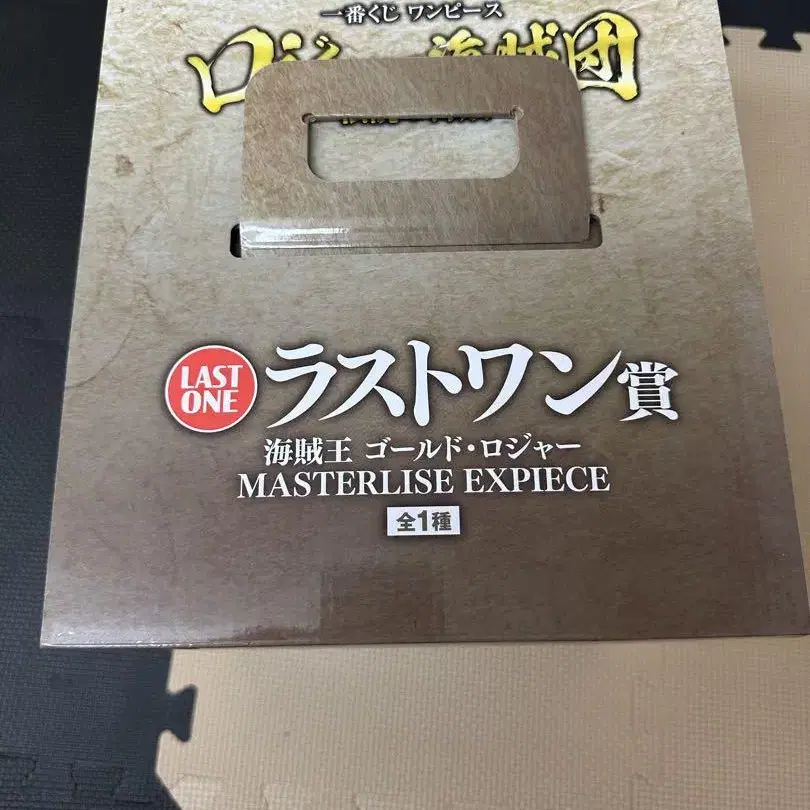 一番くじ ワンピース
海賊団
LAST
ONE
ラストワン賞
海賊王 ゴールド・ロジャー
MASTERLISE EXPIECE
全1種